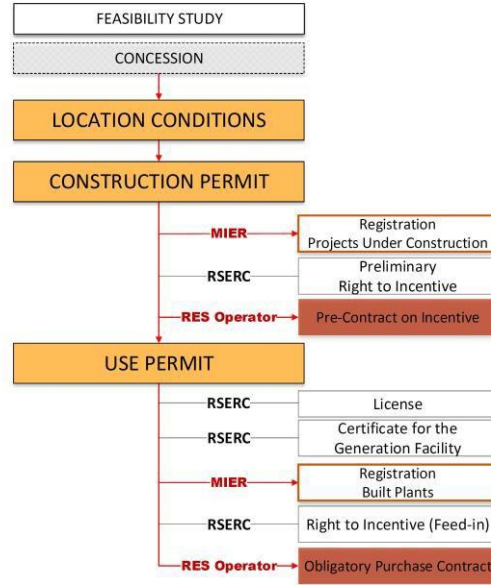 FEASIBILITY STUDY
CONCESSION
LOCATION CONDITIONS
CONSTRUCTION PERMIT
MIER
Registration
Projects Under Construction
RSERC
Preliminary
Right to Incentive
RES Operator
Pre-Contract on Incentive
USE PERMIT
RSERC
License
RSERC
Certificate for the
Generation Facility
MIER
Registration
Built Plants
RSERC
Right to Incentive (Feed-in)
RES Operator
Obligatory Purchase Contract